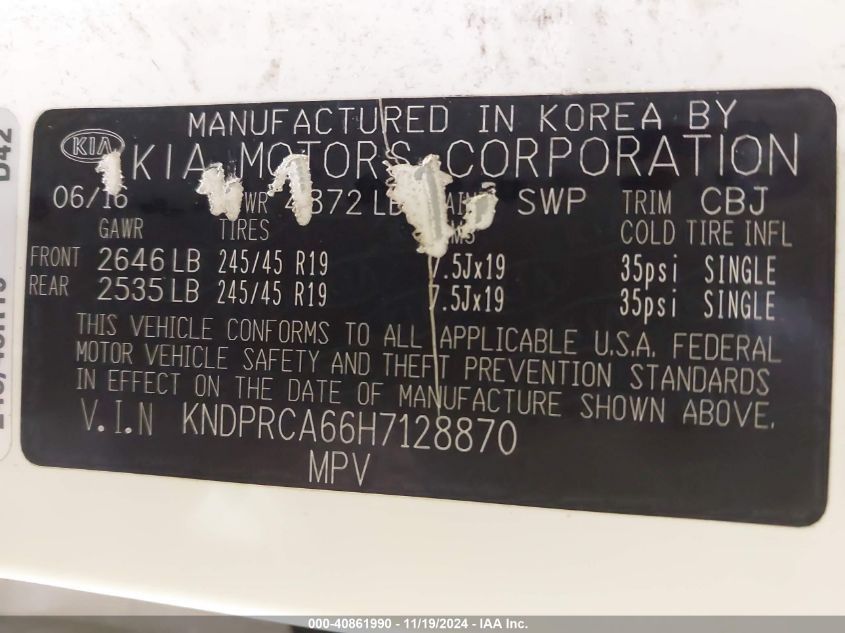 MANUFACTURED IN KOREA BY
KIA KIA MOTORS CORPORATION
06/16 4872 LB SWP TRIM CBJ
GAWR TIRES COLD TIRE INFL
FRONT 2646 LB 245/45 R19 7.5Jx19 35psi SINGLE
REAR 2535 LB 245/45 R19 7.5Jx19 35psi SINGLE
THIS VEHICLE CONFORMS TO ALL APPLICABLE U.S.A. FEDERAL
MOTOR VEHICLE SAFETY AND THEFT PREVENTION STANDARDS
IN EFFECT ON THE DATE OF MANUFACTURE SHOWN ABOVE.
V.I.N KNDPRCA66H7128870
MPV
000-40861990 - 11/19/2024 - IAA Inc.